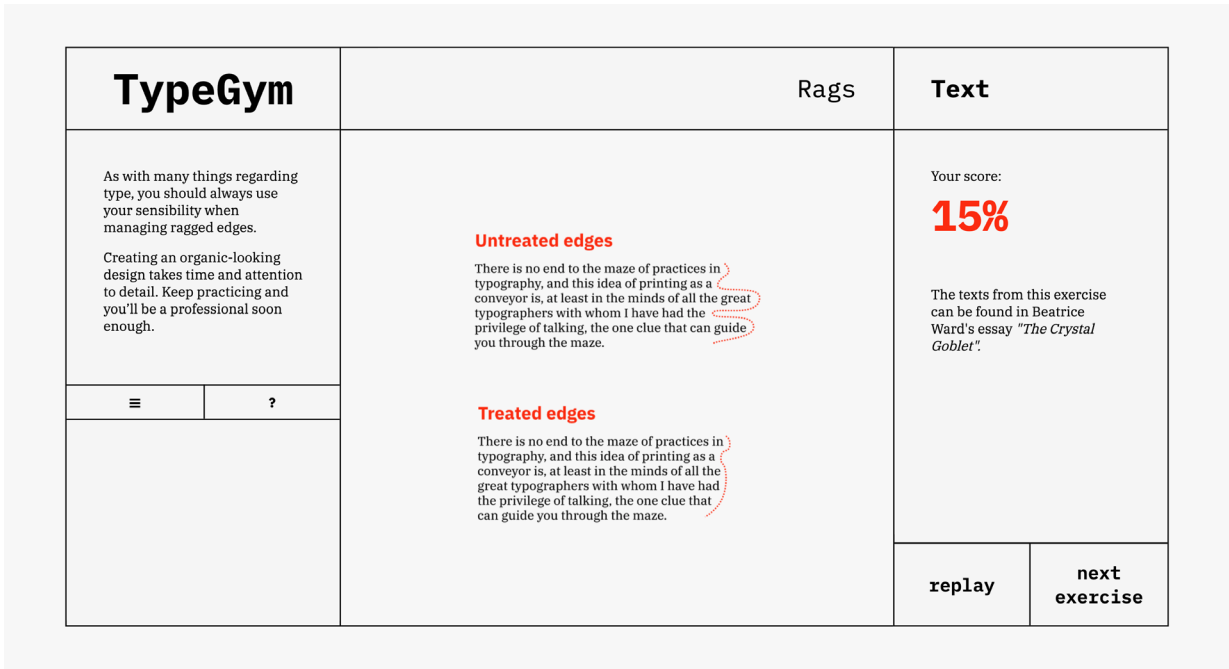 TypeGym
Rags
Text
As with many things regarding
type, you should always use
your sensibility when
managing ragged edges.
Creating an organic-looking
design takes time and attention
to detail. Keep practicing and
you’ll be a professional soon
enough.
≡
?
Untreated edges
There is no end to the maze of practices in
typography, and this idea of printing as a
conveyor is, at least in the minds of all the great
typographers with whom I have had the
privilege of talking, the one clue that can guide
you through the maze.
Treated edges
There is no end to the maze of practices in
typography, and this idea of printing as a
conveyor is, at least in the minds of all the
great typographers with whom I have had
the privilege of talking, the one clue that
can guide you through the maze.
Your score:
15%
The texts from this exercise
can be found in Beatrice
Ward's essay "The Crystal
Goblet".
replay
next
exercise